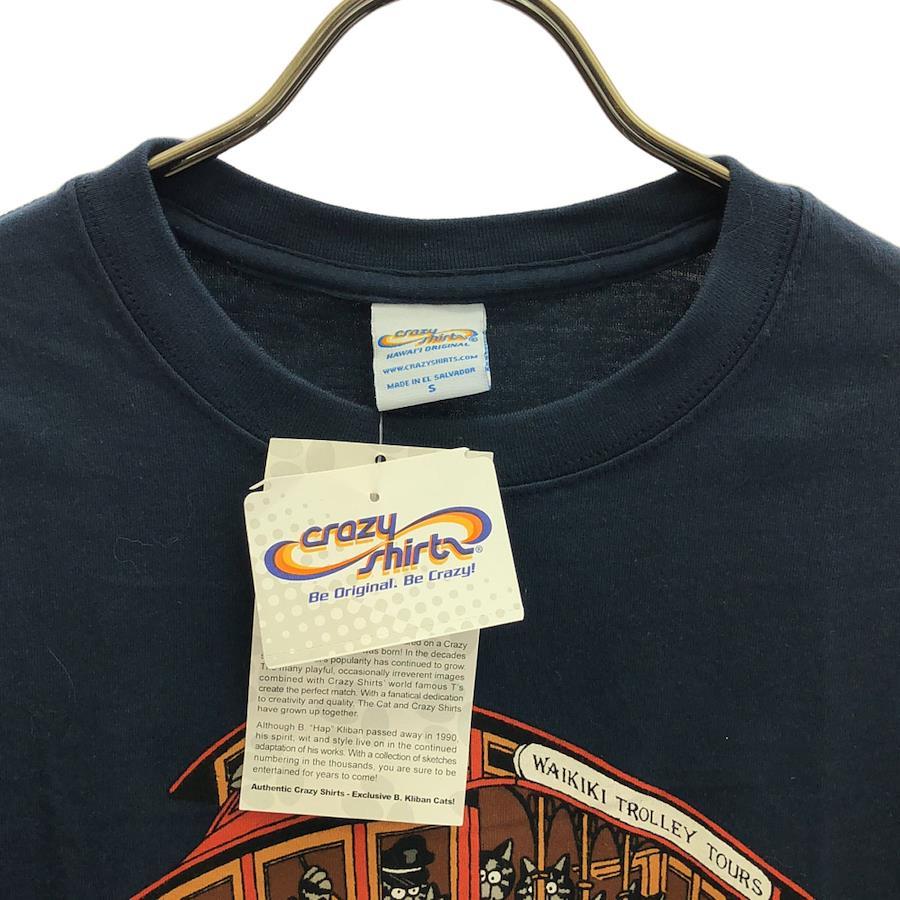 crazy
shirts®
HAWAI'I ORIGINAL
WWW.CRAZYSHIRTS.COM
MADE IN EL SALVADOR
S
crazy
shirts®
Be Original. Be Crazy!
on a Crazy
was born! In the decades
popularity has continued to grow.
The many playful, occasionally irreverent images
combined with Crazy Shirts' world famous T's
create the perfect match. With a fanatical dedication
to creativity and quality, The Cat and Crazy Shirts
have grown up together.
Although B. "Hap" Kliban passed away in 1990,
his spirit, wit and style live on in the continued
adaptation of his works. With a collection of sketches
numbering in the thousands, you are sure to be
entertained for years to come!
Authentic Crazy Shirts - Exclusive B. Kliban Cats!
WAIKIKI TROLLEY TOURS